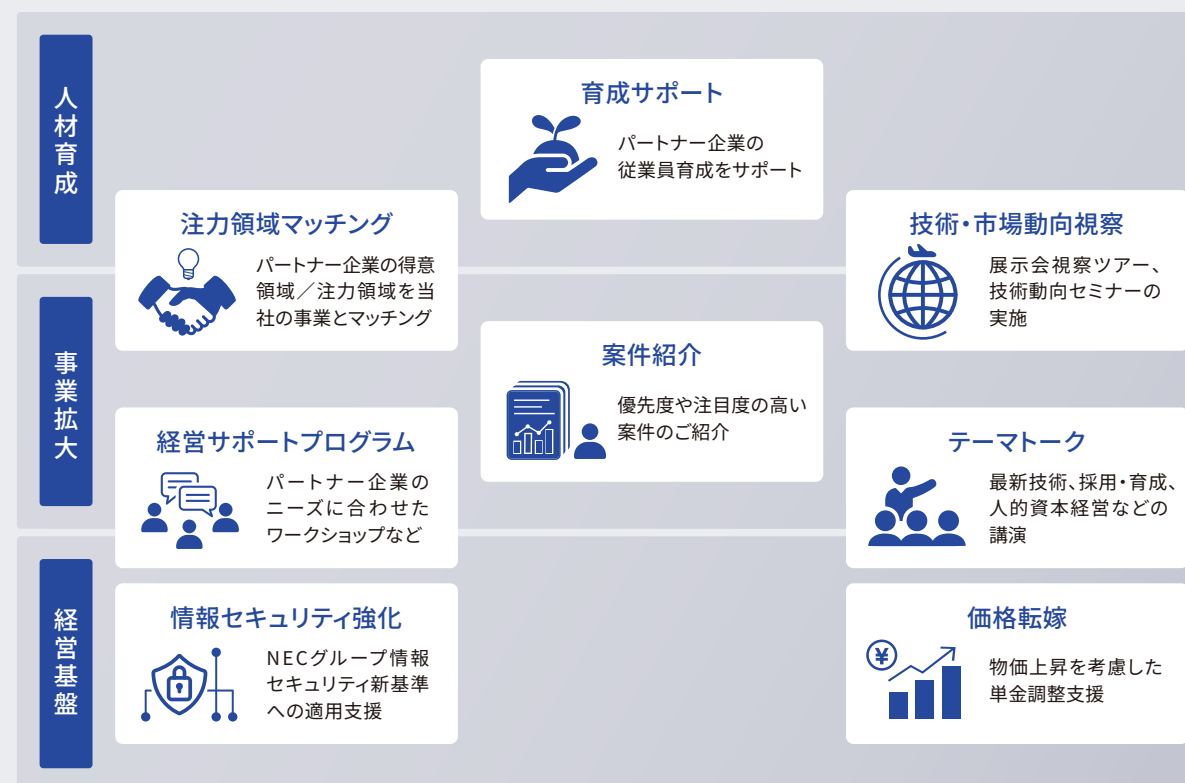 人材育成
育成サポート
パートナー企業の
従業員育成をサポート
注力領域マッチング
パートナー企業の得意
領域／注力領域を当
社の事業とマッチング
技術・市場動向視察
展示会視察ツアー、
技術動向セミナーの
実施
事業拡大
案件紹介
優先度や注目度の高い
案件のご紹介
経営サポートプログラム
パートナー企業の
ニーズに合わせた
ワークショップなど
テーマトーク
最新技術、採用・育成、
人的資本経営などの
講演
経営基盤
情報セキュリティ強化
NECグループ情報
セキュリティ新基準
への適用支援
価格転嫁
¥
物価上昇を考慮した
単金調整支援